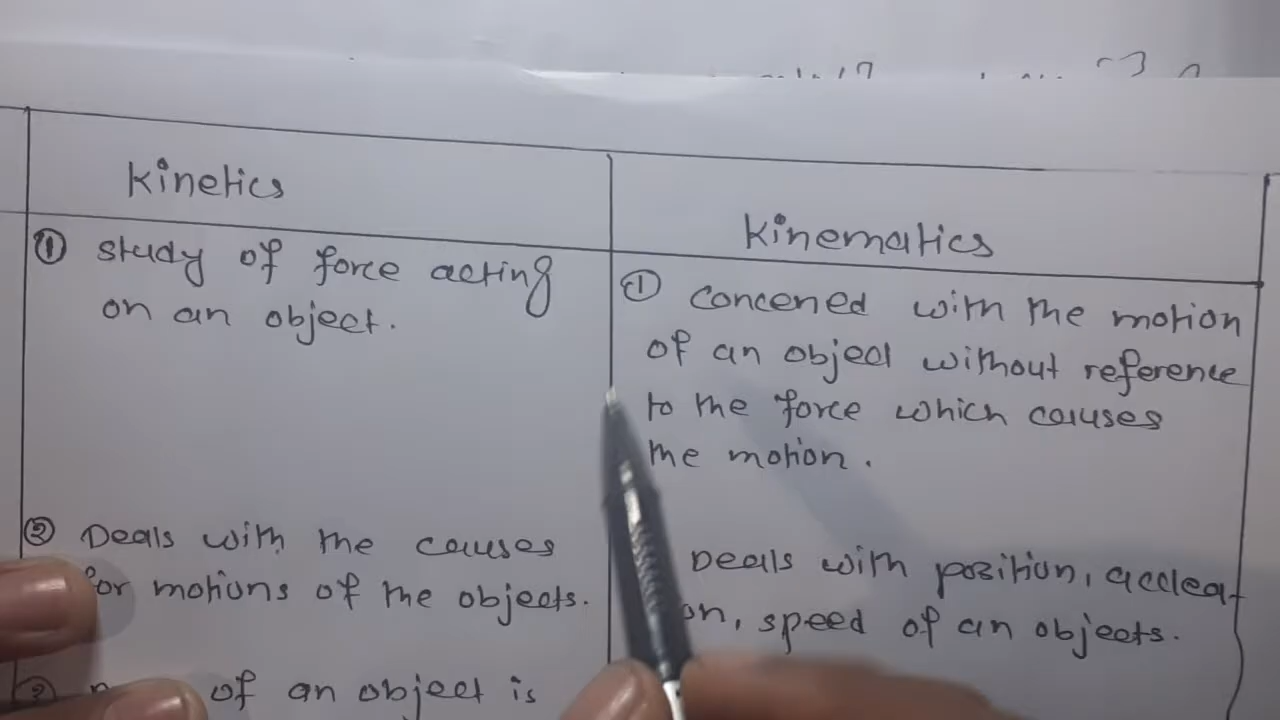 Kinetics
① study of force acting
on an object.
② Deals with the causes
for motions of the objects.
of an object is
Kinematics
① Concened with the motion
of an object without reference
to the force which causes
the motion.
Deals with position, acclea-
on, speed of an objects.